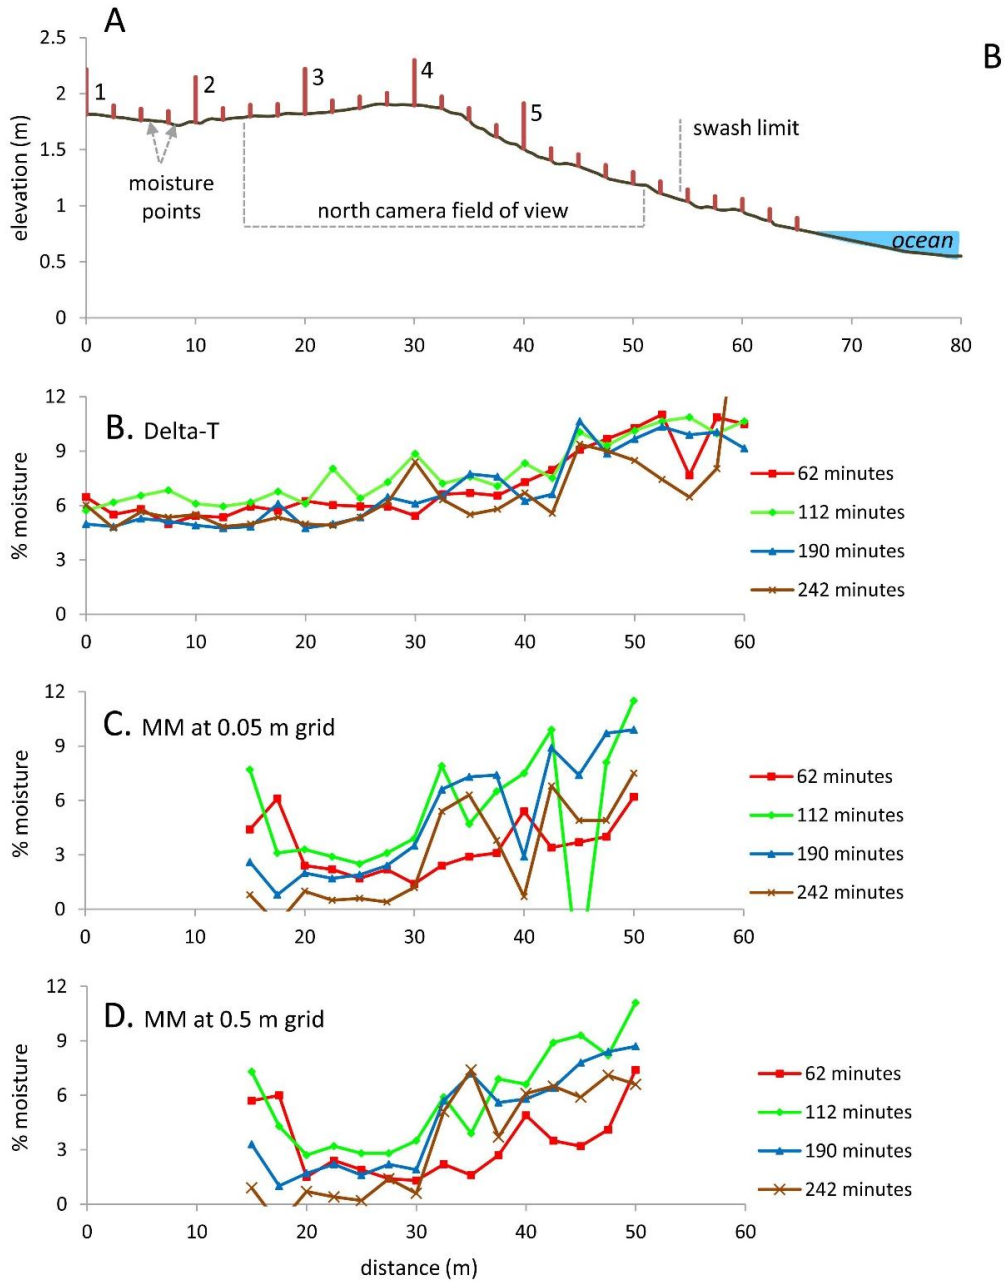 A
B
2.5
2
1.5
1
0.5
0
elevation (m)
1
2
3
4
5
swash limit
moisture
points
north camera field of view
ocean
0 10 20 30 40 50 60 70 80
B. Delta-T
12
9
6
3
0
% moisture
62 minutes
112 minutes
190 minutes
242 minutes
0 10 20 30 40 50 60
C. MM at 0.05 m grid
12
9
6
3
0
% moisture
62 minutes
112 minutes
190 minutes
242 minutes
0 10 20 30 40 50 60
D. MM at 0.5 m grid
12
9
6
3
0
% moisture
62 minutes
112 minutes
190 minutes
242 minutes
0 10 20 30 40 50 60
distance (m)